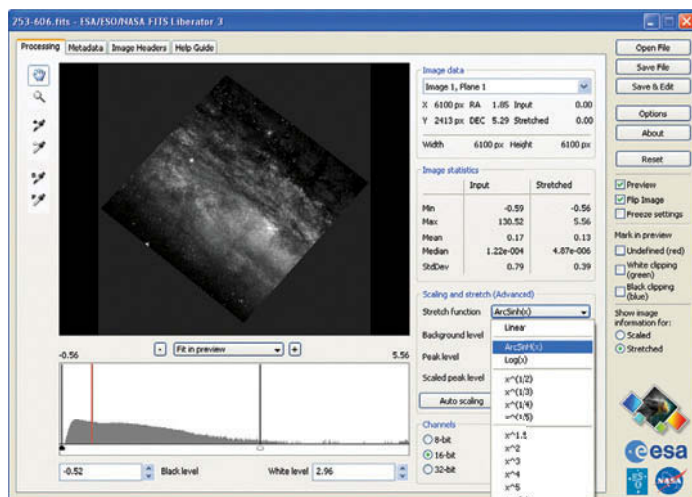 253-606.fits - ESA/ESO/NASA FITS Liberator 3
Processing Metadata Image Headers Help Guide
Image data
Image 1, Plane 1
X 6100 px RA 1.85 Input 0.00
Y 2413 px DEC 5.29 Stretched 0.00
Width 6100 px Height 6100 px
Image statistics
Input Stretched
Min -0.59 -0.56
Max 130.52 5.56
Mean 0.17 0.13
Median 1.22e-004 4.87e-006
StdDev 0.79 0.39
Scaling and stretch (Advanced)
Stretch function ArcSinh(x)
Background level
Peak level
Scaled peak level
Auto scaling
Linear
ArcSinH(x)
Log(x)
x^(1/2)
x^(1/3)
x^(1/4)
x^(1/5)
x^1.5
x^2
x^3
x^4
x^5
Channels
8-bit
16-bit
32-bit
- Fit in preview +
-0.56 5.56
-0.52 Black level White level 2.96
Open File
Save File
Save & Edit
Options
About
Reset
Preview
Flip Image
Freeze settings
Mark in preview
Undefined (red)
White clipping
(green)
Black clipping
(blue)
Show image
information for:
Scaled
Stretched
esa
NASA